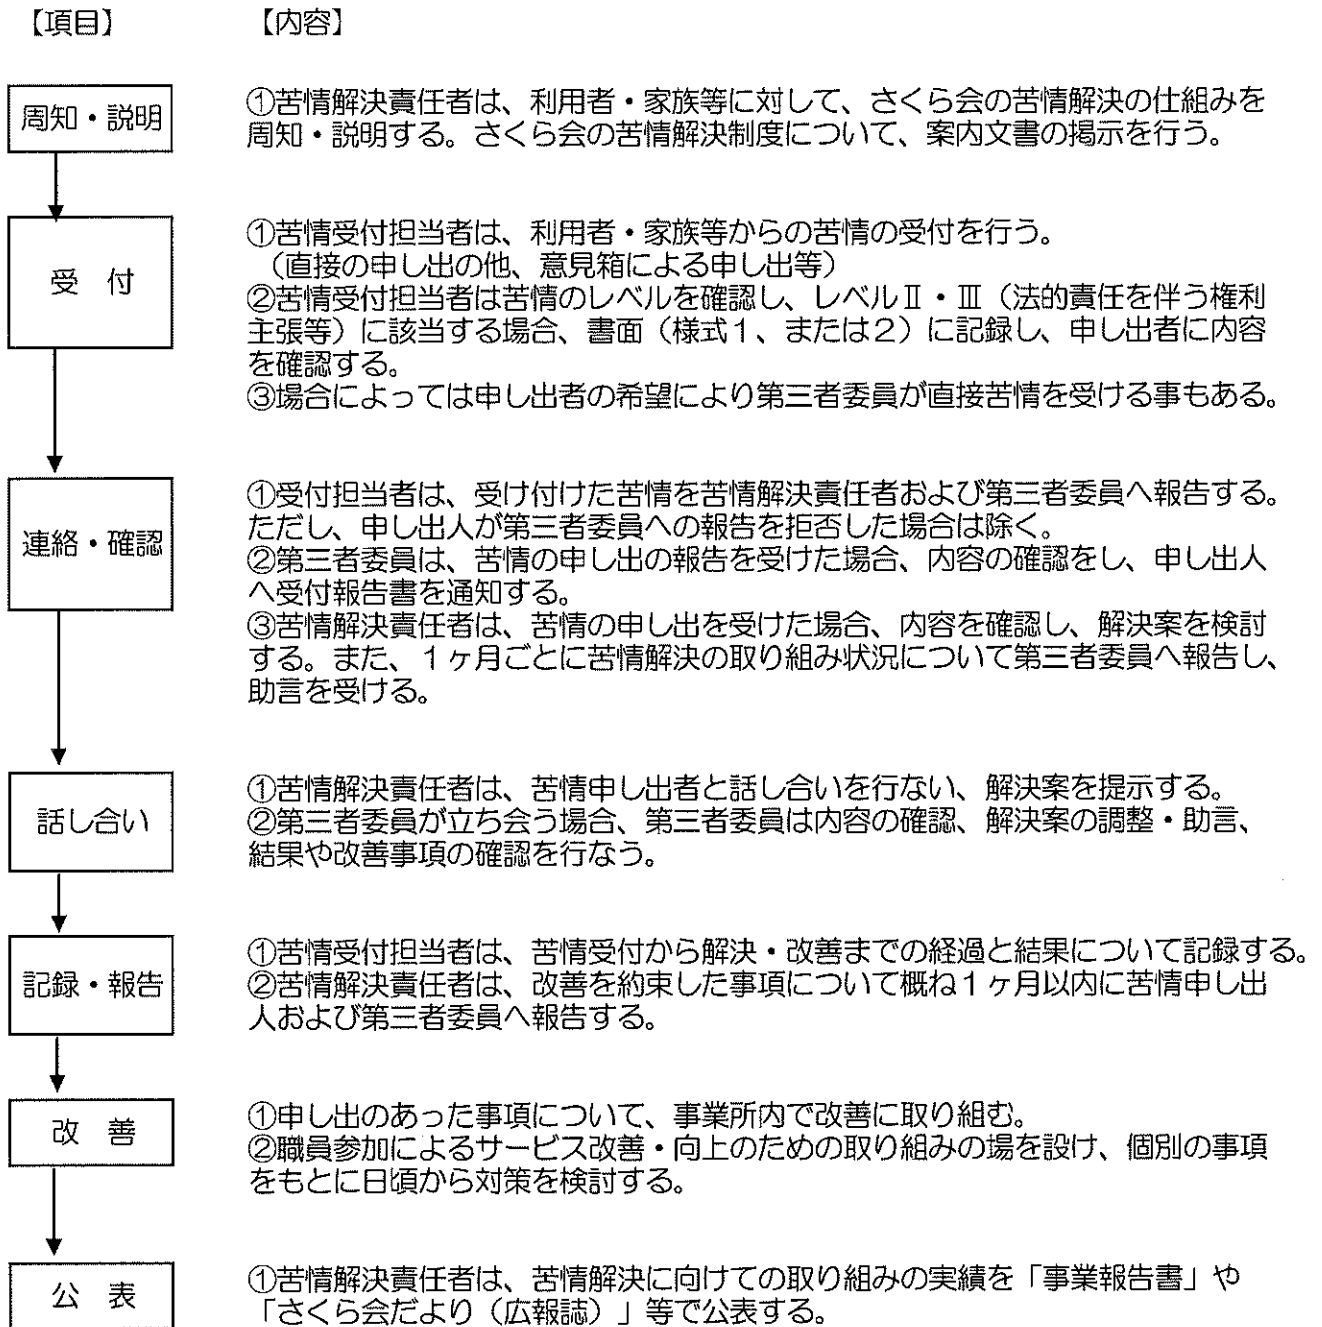 【項目】 【内容】
周知・説明 ①苦情解決責任者は、利用者・家族等に対して、さくら会の苦情解決の仕組みを
周知・説明する。さくら会の苦情解決制度について、案内文書の掲示を行う。
受 付 ①苦情受付担当者は、利用者・家族等からの苦情の受付を行う。
（直接の申し出の他、意見箱による申し出等）
②苦情受付担当者は苦情のレベルを確認し、レベルⅡ・Ⅲ（法的責任を伴う権利
主張等）に該当する場合、書面（様式１、または２）に記録し、申し出者に内容
を確認する。
③場合によっては申し出者の希望により第三者委員が直接苦情を受ける事もある。
連絡・確認 ①受付担当者は、受け付けた苦情を苦情解決責任者および第三者委員へ報告する。
ただし、申し出人が第三者委員への報告を拒否した場合は除く。
②第三者委員は、苦情の申し出の報告を受けた場合、内容の確認をし、申し出人
へ受付報告書を通知する。
③苦情解決責任者は、苦情の申し出を受けた場合、内容を確認し、解決案を検討
する。また、１ヶ月ごとに苦情解決の取り組み状況について第三者委員へ報告し、
助言を受ける。
話し合い ①苦情解決責任者は、苦情申し出者と話し合いを行ない、解決案を提示する。
②第三者委員が立ち会う場合、第三者委員は内容の確認、解決案の調整・助言、
結果や改善事項の確認を行なう。
記録・報告 ①苦情受付担当者は、苦情受付から解決・改善までの経過と結果について記録する。
②苦情解決責任者は、改善を約束した事項について概ね１ヶ月以内に苦情申し出
人および第三者委員へ報告する。
改 善 ①申し出のあった事項について、事業所内で改善に取り組む。
②職員参加によるサービス改善・向上のための取り組みの場を設け、個別の事項
をもとに日頃から対策を検討する。
公 表 ①苦情解決責任者は、苦情解決に向けての取り組みの実績を「事業報告書」や
「さくら会だより（広報誌）」等で公表する。